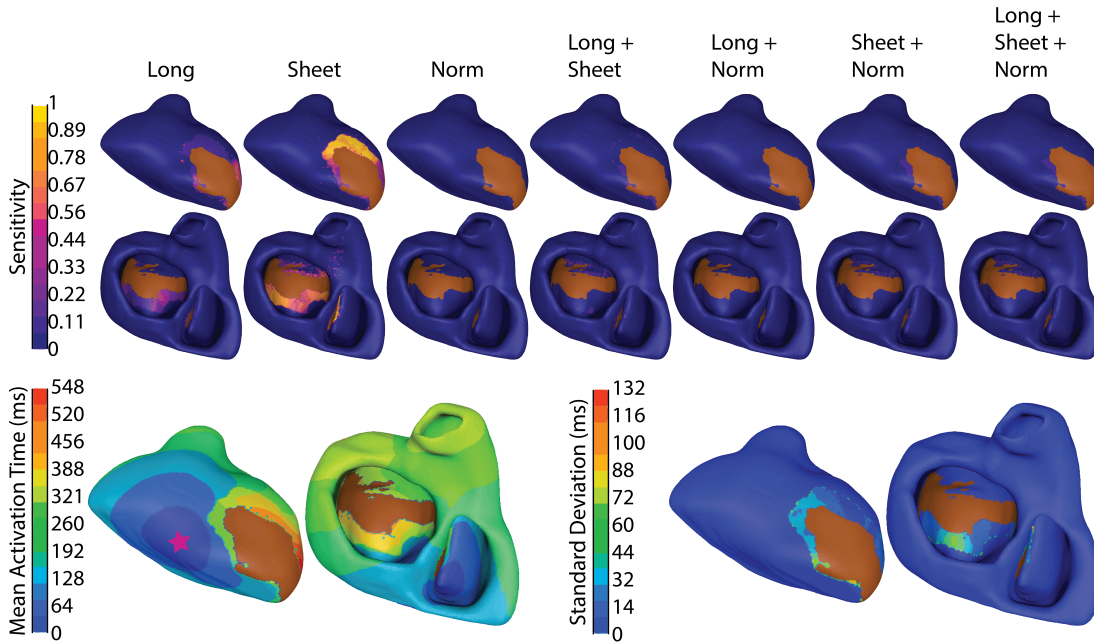 Long
Sheet
Norm
Long +
Sheet
Long +
Norm
Sheet +
Norm
Long +
Sheet +
Norm
Sensitivity
1
0.89
0.78
0.67
0.56
0.44
0.33
0.22
0.11
0
Mean Activation Time (ms)
548
520
456
388
321
260
192
128
64
0
Standard Deviation (ms)
132
116
100
88
72
60
44
32
14
0